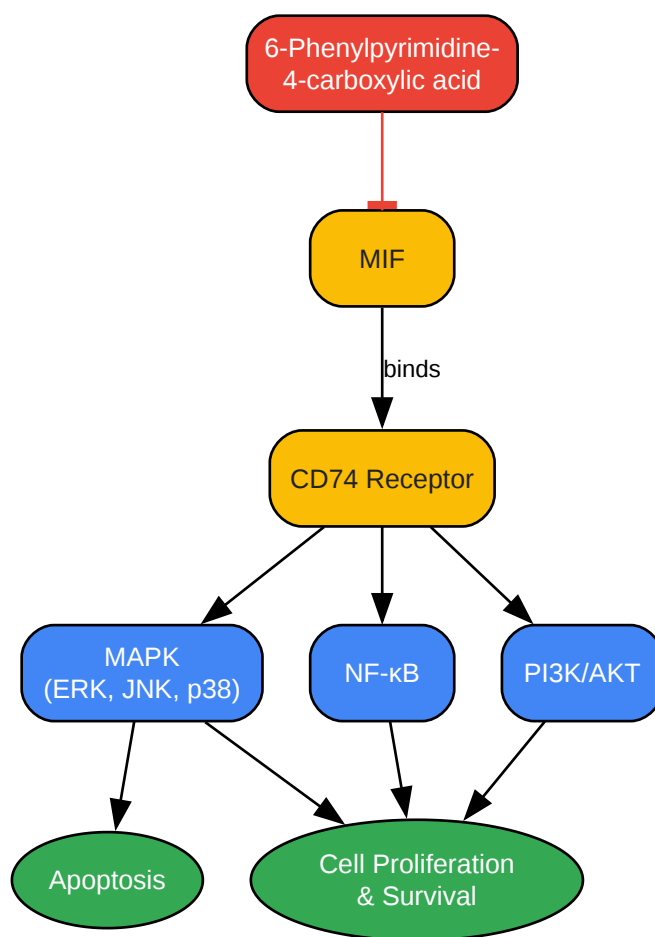 6-Phenylpyrimidine-
4-carboxylic acid
MIF
binds
CD74 Receptor
MAPK
(ERK, JNK, p38)
NF-κB
PI3K/AKT
Apoptosis
Cell Proliferation
& Survival